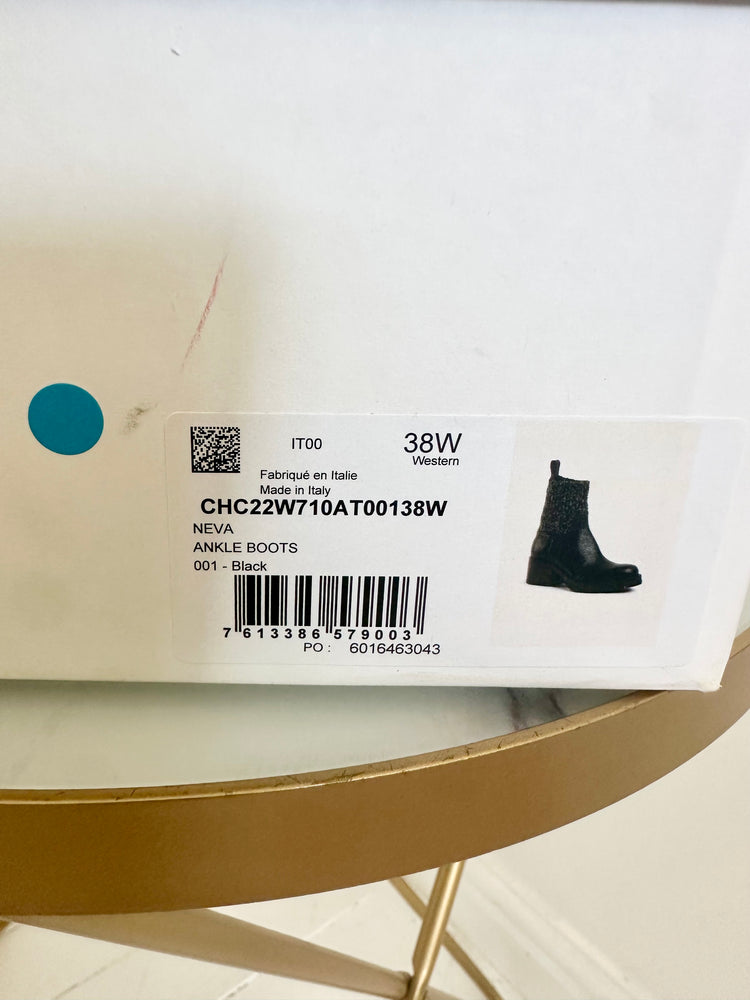 IT00
38W
Western
Fabriqué en Italie
Made in Italy
CHC22W710AT00138W
NEVA
ANKLE BOOTS
001 - Black
7 613386 579003
PO : 6016463043